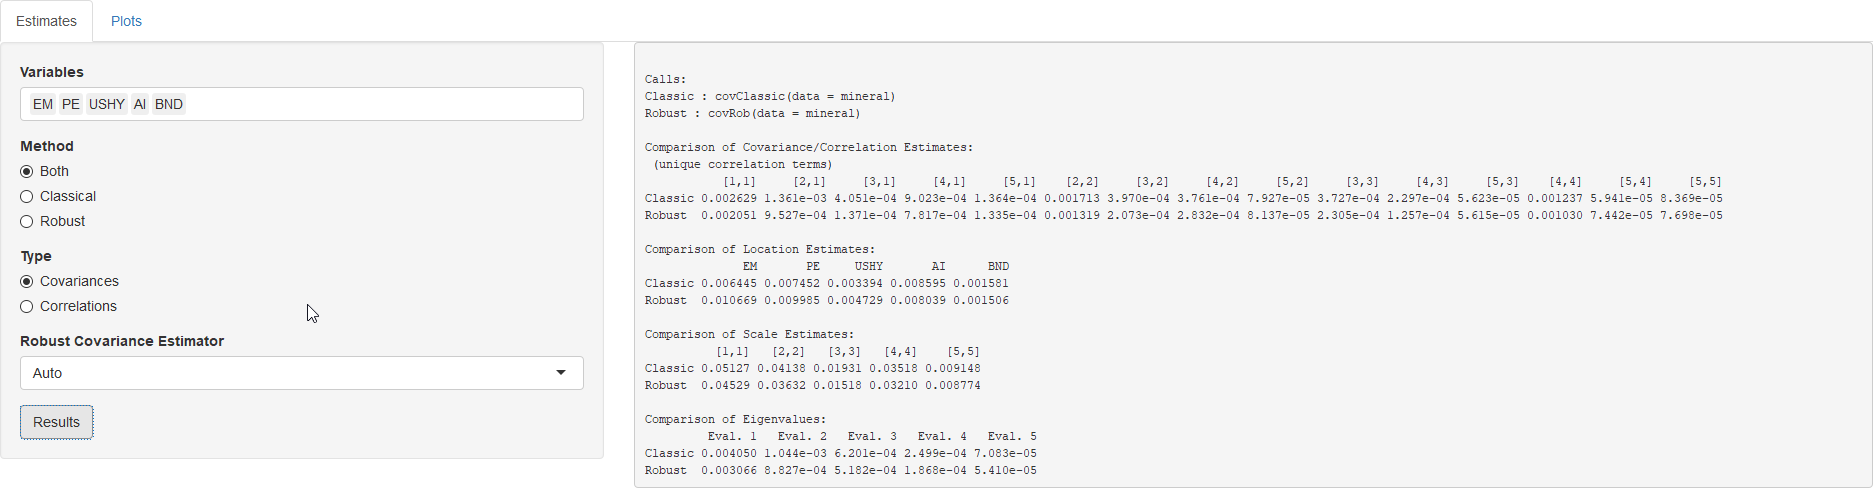 Estimates Plots
Variables
EM PE USHY AI BND
Method
Both
Classical
Robust
Type
Covariances
Correlations
Robust Covariance Estimator
Auto
Results
Calls:
Classic : covClassic(data = mineral)
Robust : covRob(data = mineral)
Comparison of Covariance/Correlation Estimates:
(unique correlation terms)
[1,1] [2,1] [3,1] [4,1] [5,1] [2,2] [3,2] [4,2] [5,2] [3,3] [4,3] [5,3] [4,4] [5,4] [5,5]
Classic 0.002629 1.361e-03 4.051e-04 9.023e-04 1.364e-04 0.001713 3.970e-04 3.761e-04 7.927e-05 3.727e-04 2.297e-04 5.623e-05 0.001237 5.941e-05 8.369e-05
Robust 0.002051 9.527e-04 1.371e-04 7.817e-04 1.335e-04 0.001319 2.073e-04 2.832e-04 8.137e-05 2.305e-04 1.257e-04 5.615e-05 0.001030 7.442e-05 7.698e-05
Comparison of Location Estimates:
EM PE USHY AI BND
Classic 0.006445 0.007452 0.003394 0.008595 0.001581
Robust 0.010669 0.009985 0.004729 0.008039 0.001506
Comparison of Scale Estimates:
[1,1] [2,2] [3,3] [4,4] [5,5]
Classic 0.05127 0.04138 0.01931 0.03518 0.009148
Robust 0.04529 0.03632 0.01518 0.03210 0.008774
Comparison of Eigenvalues:
Eval. 1 Eval. 2 Eval. 3 Eval. 4 Eval. 5
Classic 0.004050 1.044e-03 6.201e-04 2.499e-04 7.083e-05
Robust 0.003066 8.827e-04 5.182e-04 1.868e-04 5.410e-05